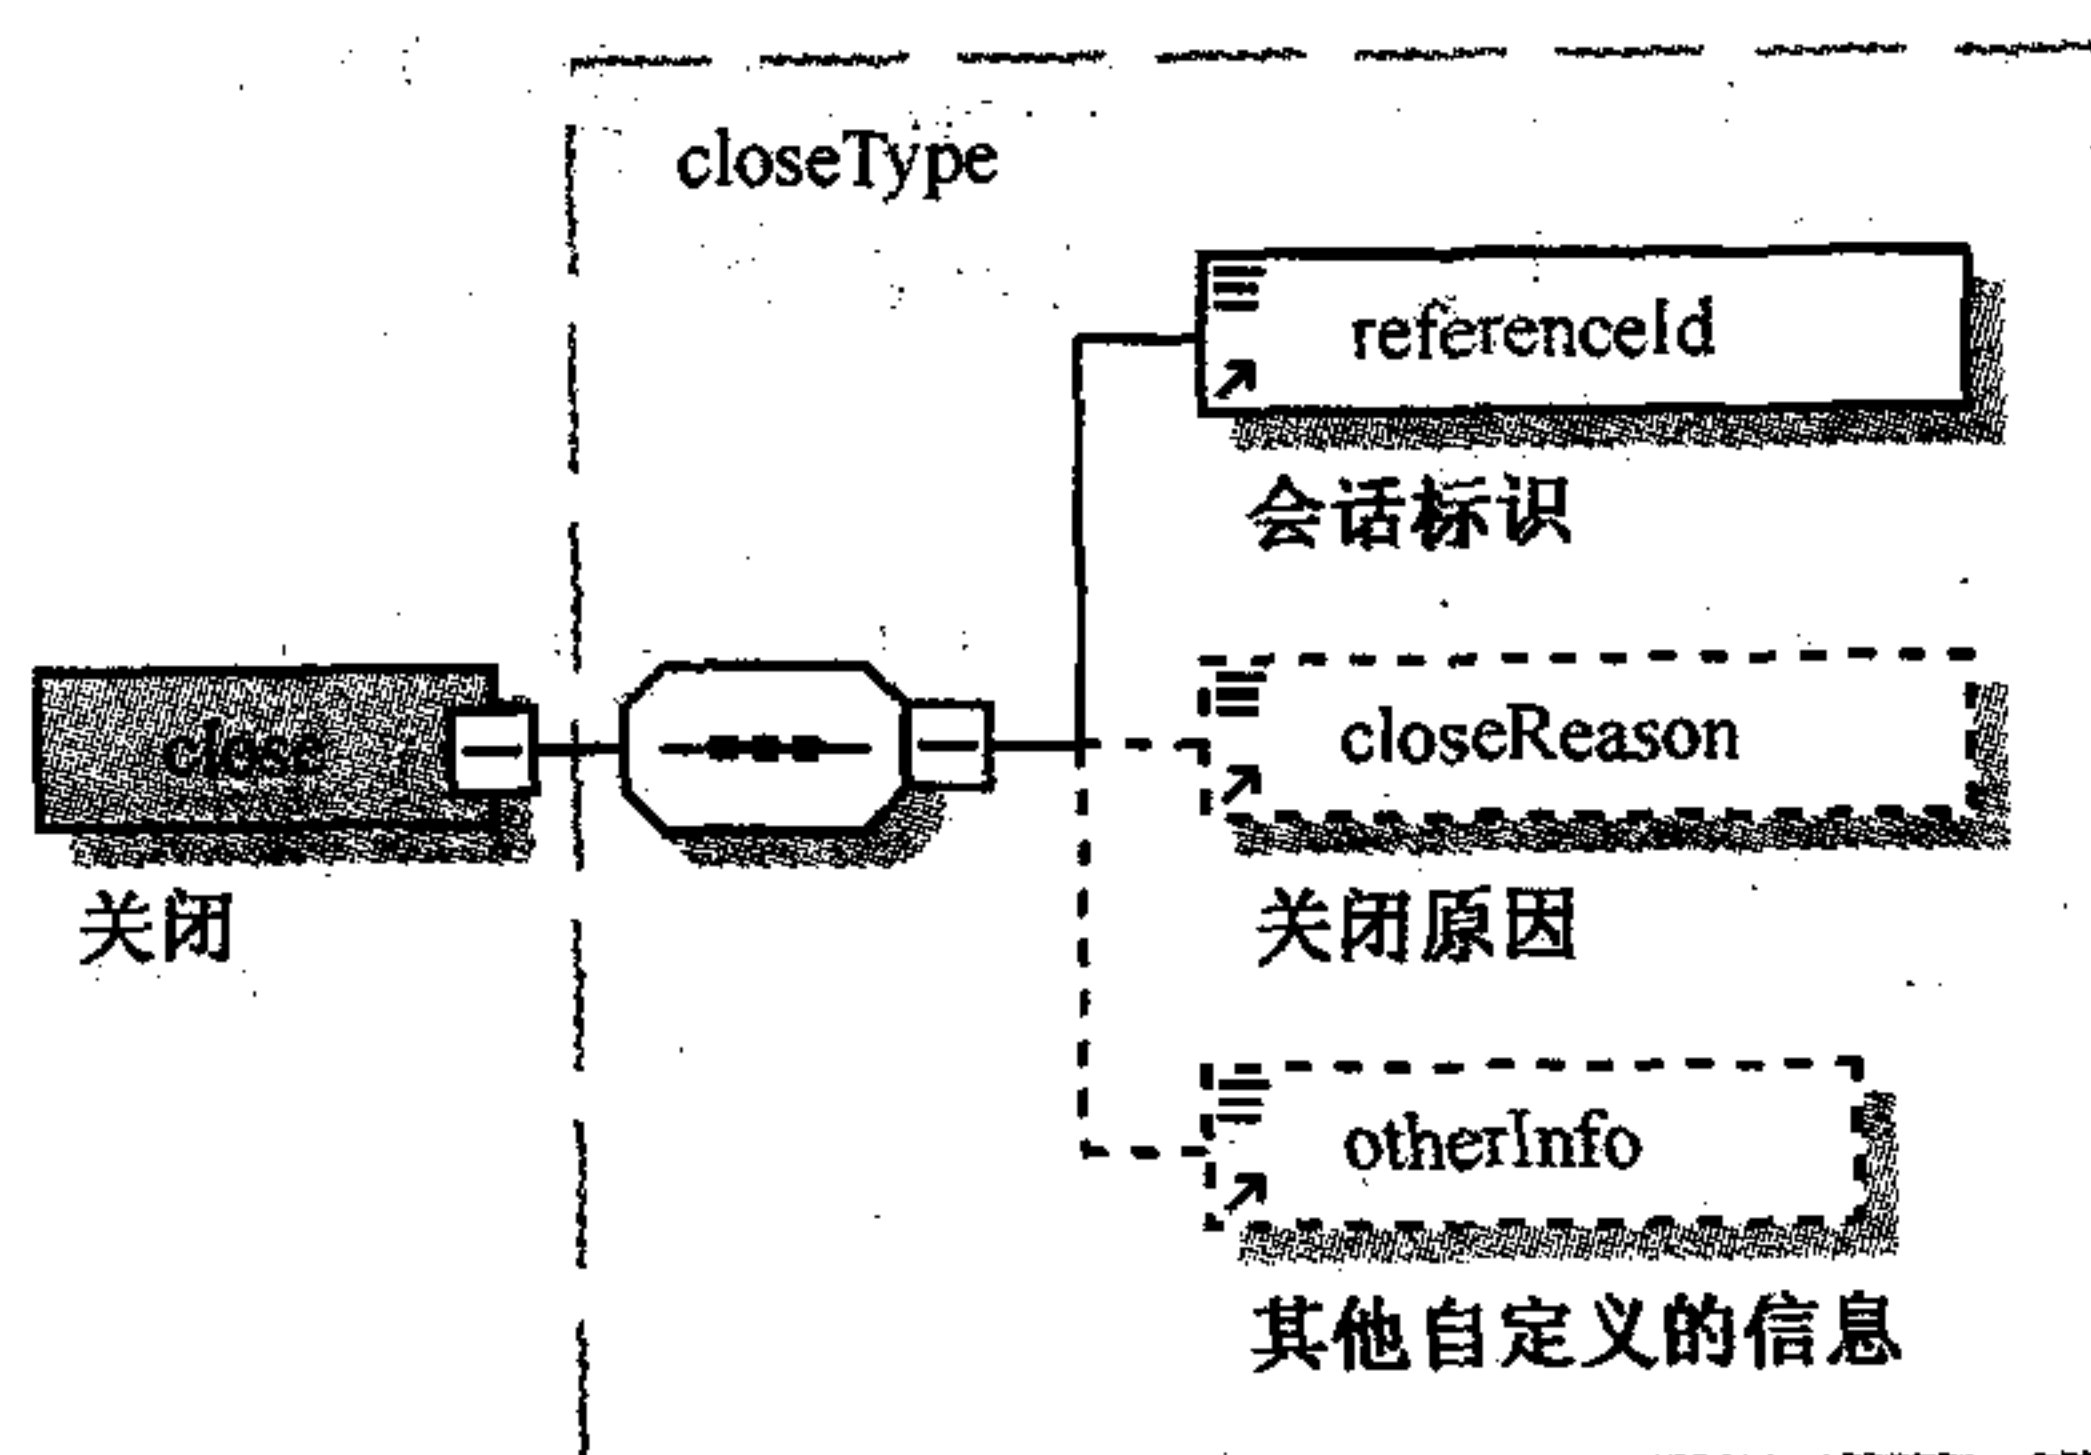 closeType
referenceId
会话标识
close
关闭
closeReason
关闭原因
otherInfo
其他自定义的信息